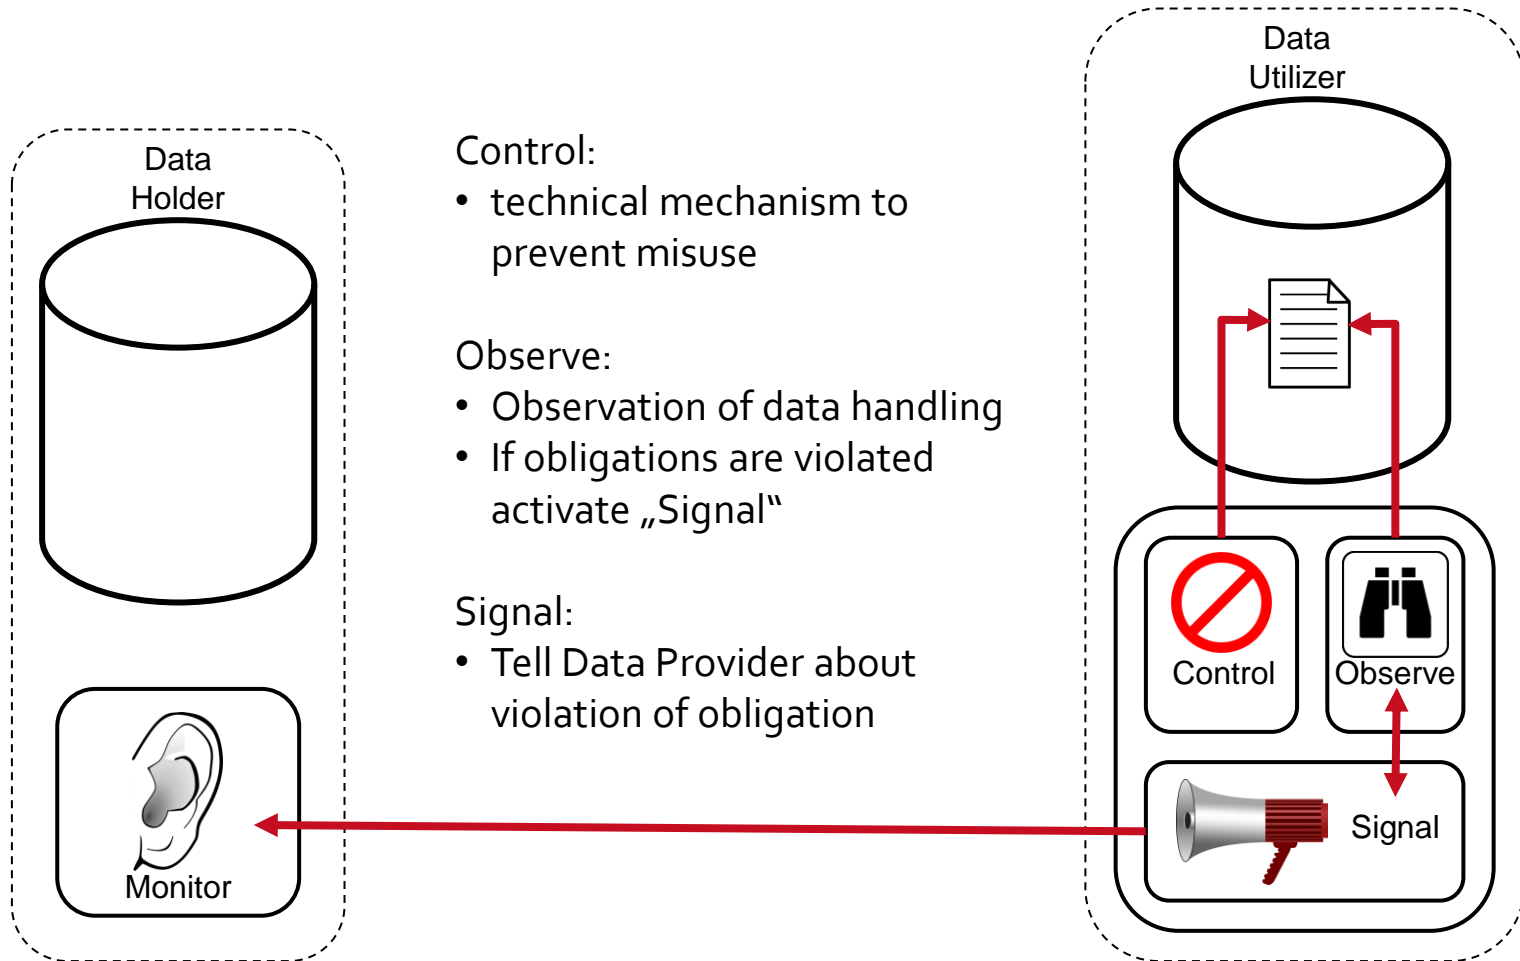 Data
Holder
Monitor
Control:
• technical mechanism to
prevent misuse
Observe:
• Observation of data handling
• If obligations are violated
activate „Signal“
Signal:
• Tell Data Provider about
violation of obligation
Data
Utilizer
Control
Observe
Signal